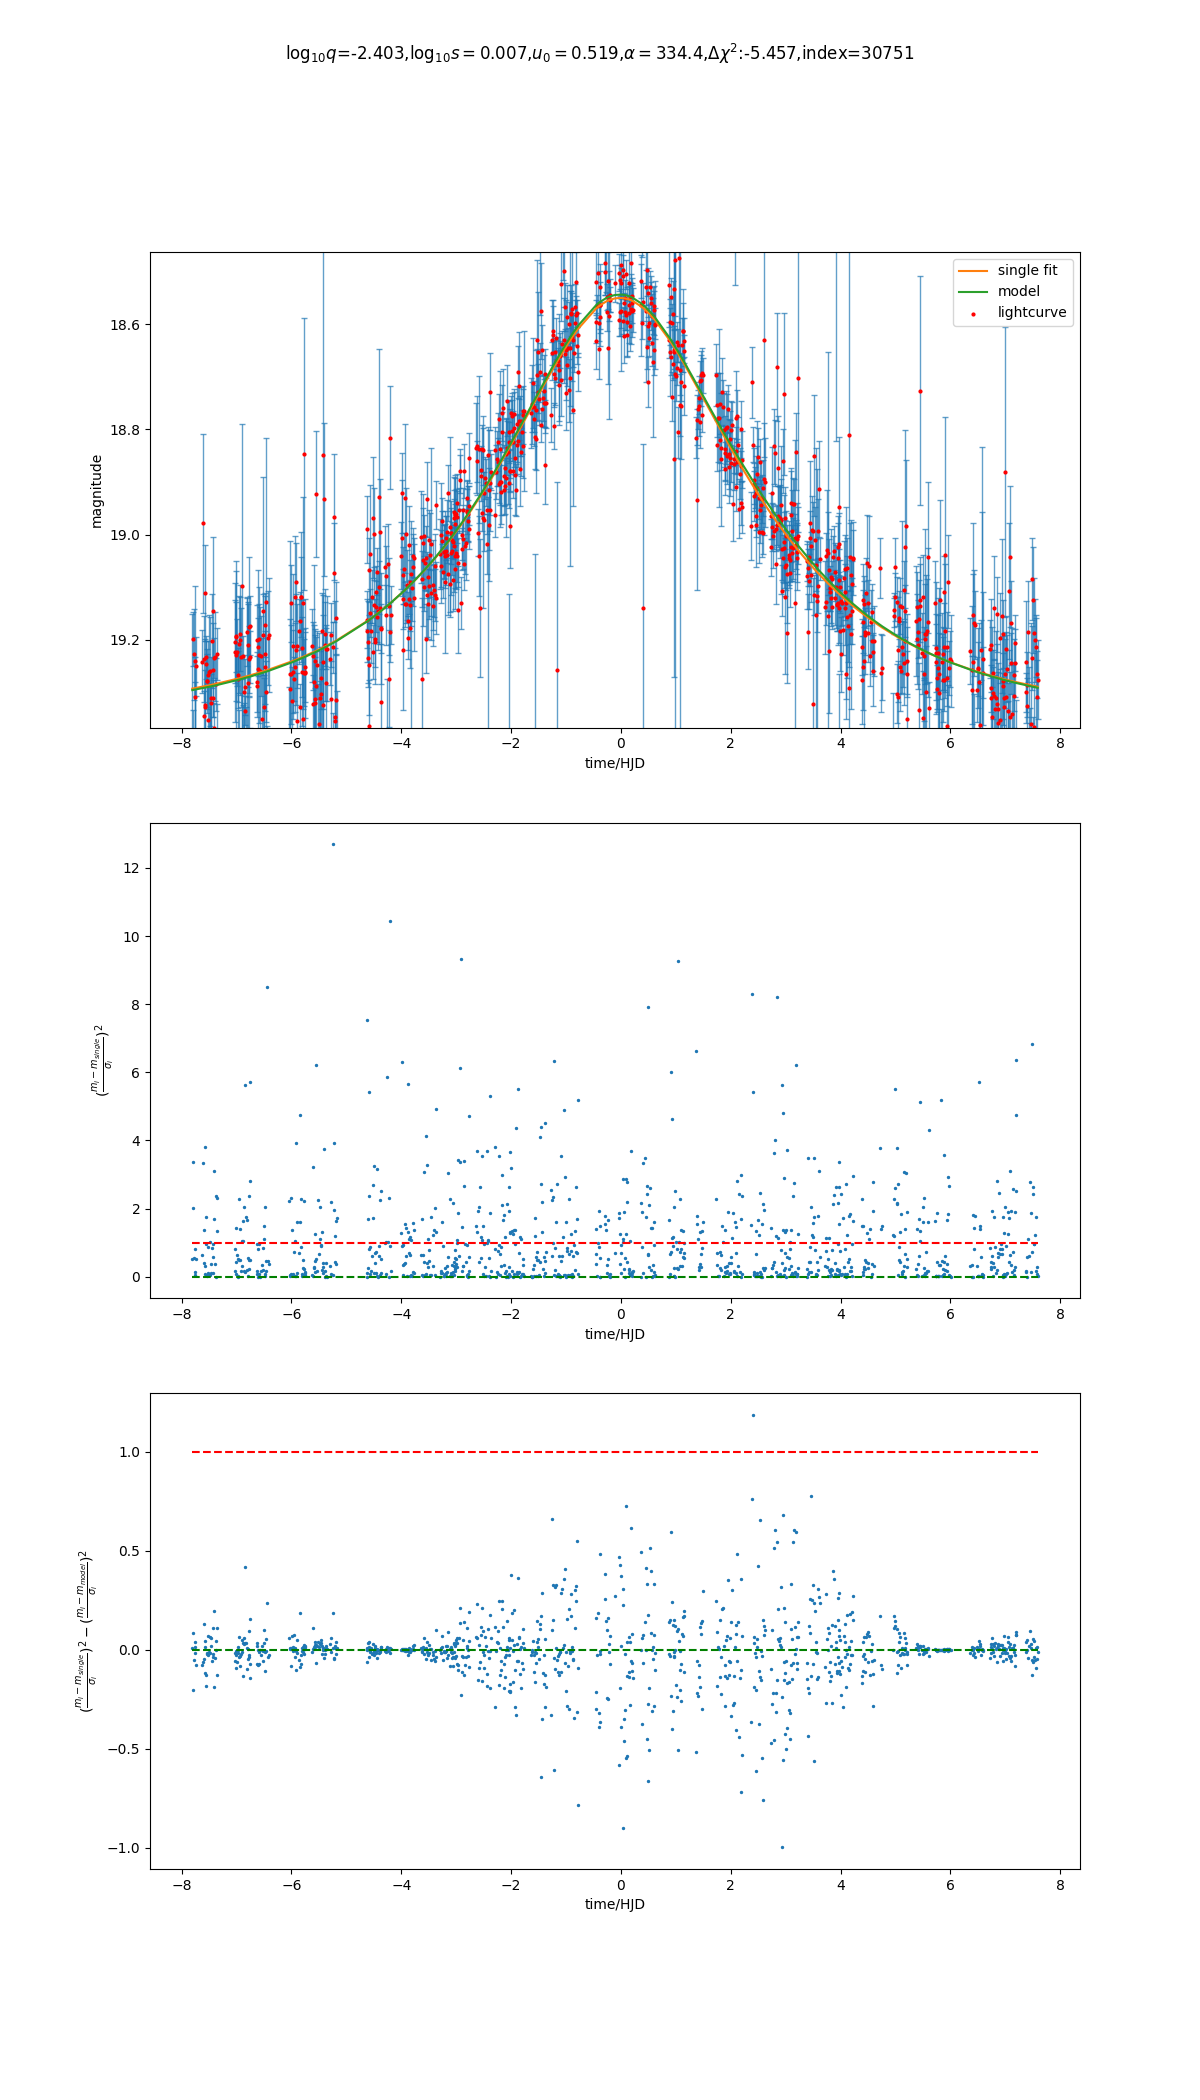 log₁₀q=-2.403,log₁₀s = 0.007,u₀ = 0.519,α = 334.4,Δχ²:-5.457,index=30751
single fit
model
lightcurve
magnitude
18.6
18.8
19.0
19.2
−8 −6 −4 −2 0 2 4 6 8
time/HJD
(mᵢ − m_single / σᵢ)²
12
10
8
6
4
2
0
−8 −6 −4 −2 0 2 4 6 8
time/HJD
(mᵢ − m_single / σᵢ)² − (mᵢ − m_model / σᵢ)²
1.0
0.5
0.0
−0.5
−1.0
−8 −6 −4 −2 0 2 4 6 8
time/HJD